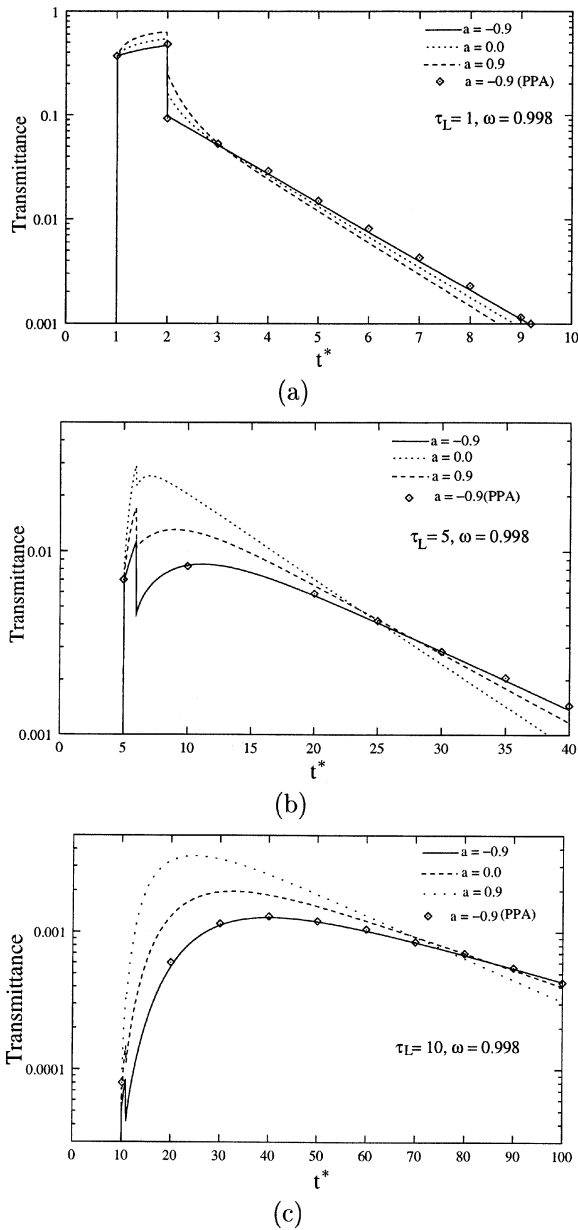 1
0.1
0.01
0.001
Transmittance
a = −0.9
a = 0.0
a = 0.9
a = −0.9 (PPA)
τL= 1, ω = 0.998
0 1 2 3 4 5 6 7 8 9 10
t*
(a)
0.01
0.001
Transmittance
a = −0.9
a = 0.0
a = 0.9
a = −0.9(PPA)
τL= 5, ω = 0.998
0 5 10 15 20 25 30 35 40
t*
(b)
0.001
0.0001
Transmittance
a = −0.9
a = 0.0
a = 0.9
a = −0.9 (PPA)
τL= 10, ω = 0.998
0 10 20 30 40 50 60 70 80 90 100
t*
(c)